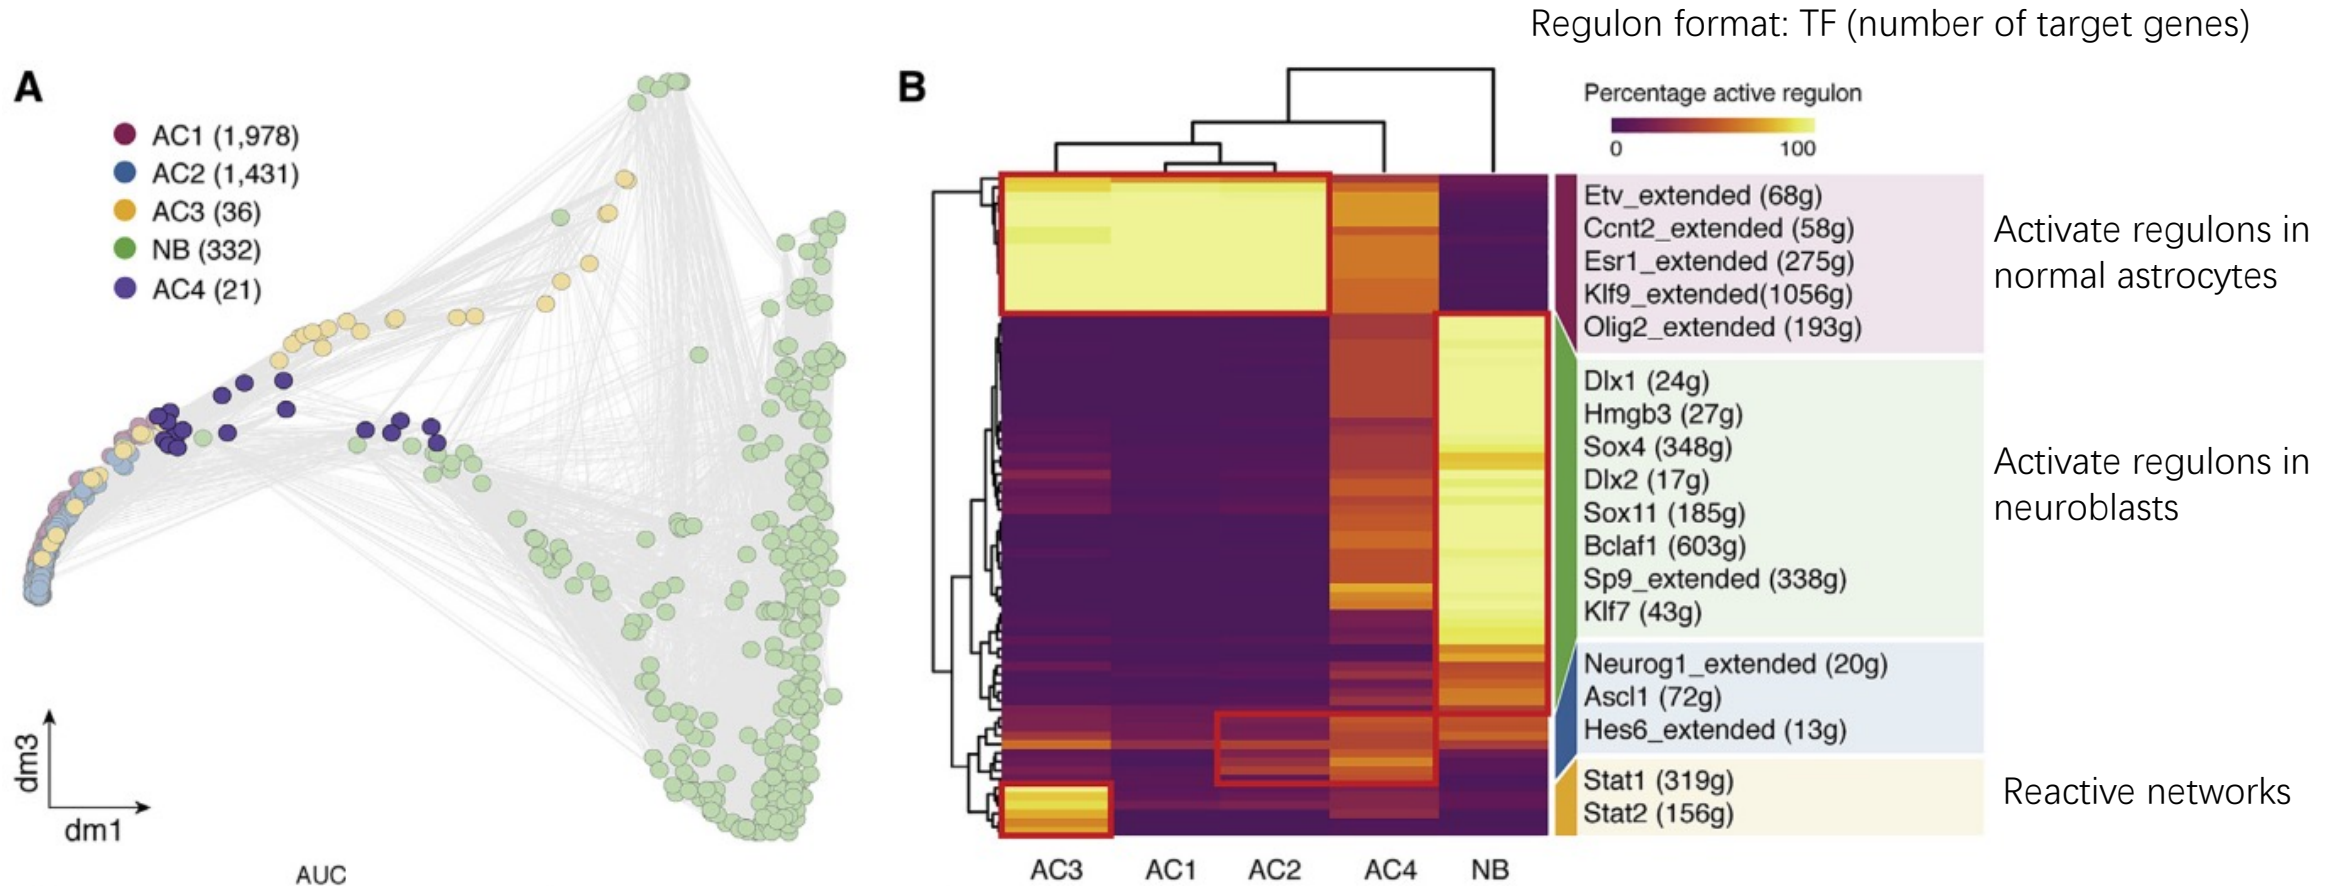 Regulon format: TF (number of target genes)
A
AC1 (1,978)
AC2 (1,431)
AC3 (36)
NB (332)
AC4 (21)
dm3
dm1
AUC
B
Percentage active regulon
0 100
Etv_extended (68g)
Ccnt2_extended (58g)
Esr1_extended (275g)
Klf9_extended(1056g)
Olig2_extended (193g)
Activate regulons in
normal astrocytes
Dlx1 (24g)
Hmgb3 (27g)
Sox4 (348g)
Dlx2 (17g)
Sox11 (185g)
Bclaf1 (603g)
Sp9_extended (338g)
Klf7 (43g)
Activate regulons in
neuroblasts
Neurog1_extended (20g)
Ascl1 (72g)
Hes6_extended (13g)
Stat1 (319g)
Stat2 (156g)
Reactive networks
AC3 AC1 AC2 AC4 NB